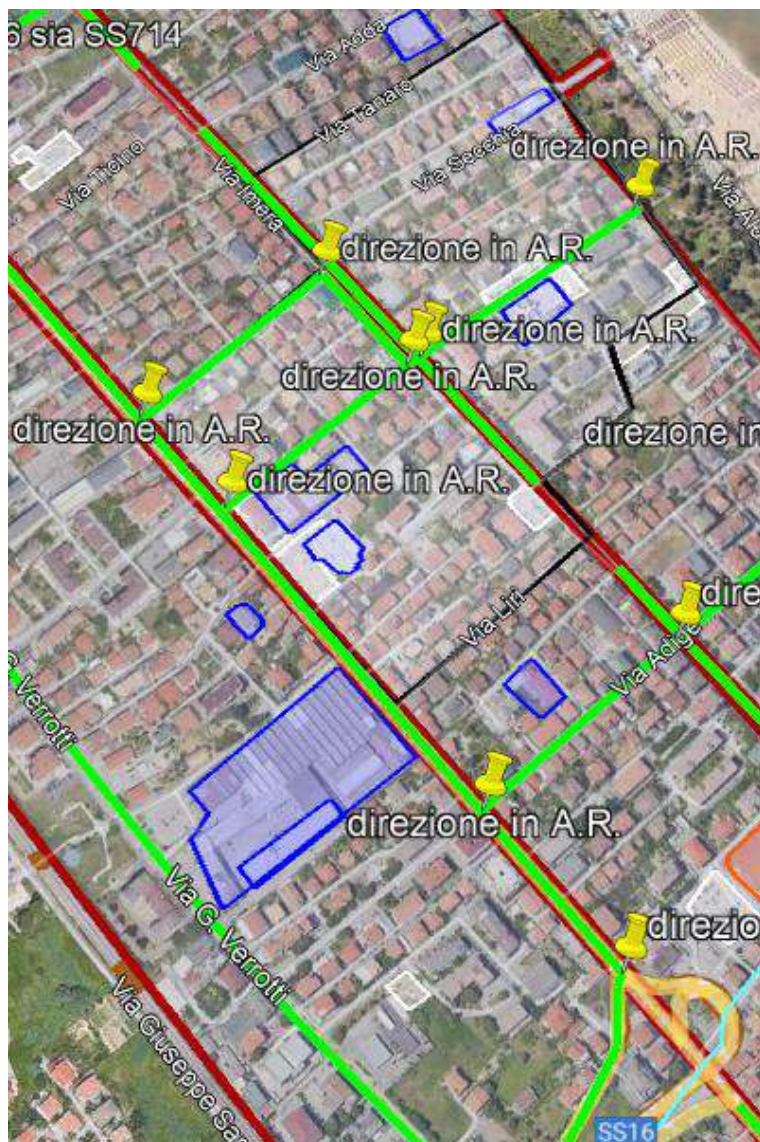 6 sia SS714
Via Adda
Via Tanaro
Via Secchia
direzione in A.R.
Via Ticino
Via Imera
direzione in A.R.
direzione in A.R.
direzione in A.R.
direzione in A.R.
direzione in
direzione in A.R.
dire
Via Liri
Via Adige
G. Verrotti
direzione in A.R.
Via G. Verrotti
direzio
Via Giuseppe
SS16